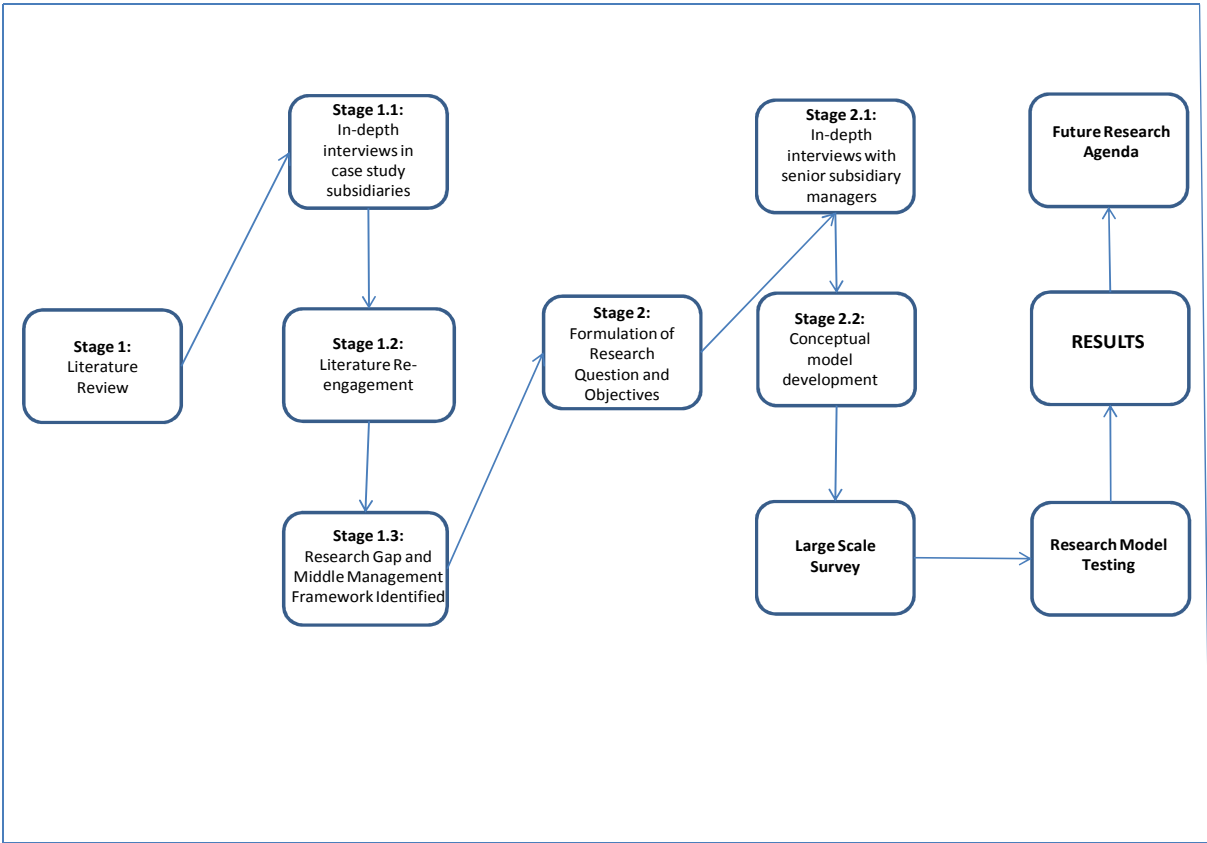 Stage 1:
Literature
Review
Stage 1.1:
In-depth
interviews in
case study
subsidiaries
Stage 1.2:
Literature Re-
engagement
Stage 1.3:
Research Gap and
Middle Management
Framework Identified
Stage 2:
Formulation of
Research
Question and
Objectives
Stage 2.1:
In-depth
interviews with
senior subsidiary
managers
Stage 2.2:
Conceptual
model
development
Large Scale
Survey
Research Model
Testing
RESULTS
Future Research
Agenda